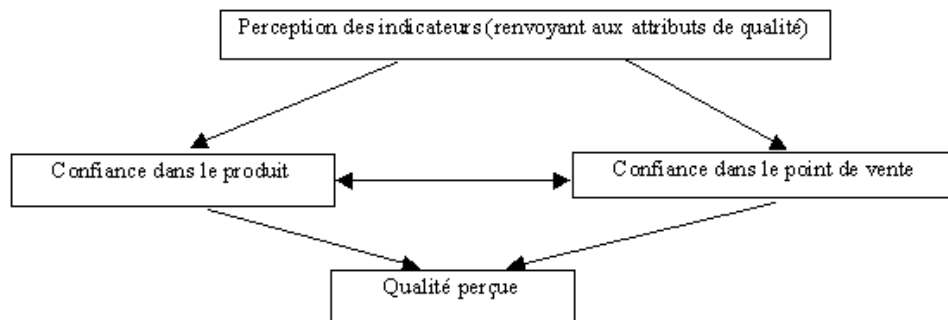 Perception des indicateurs (renvoyant aux attributs de qualité)
Confiance dans le produit
Confiance dans le point de vente
Qualité perçue